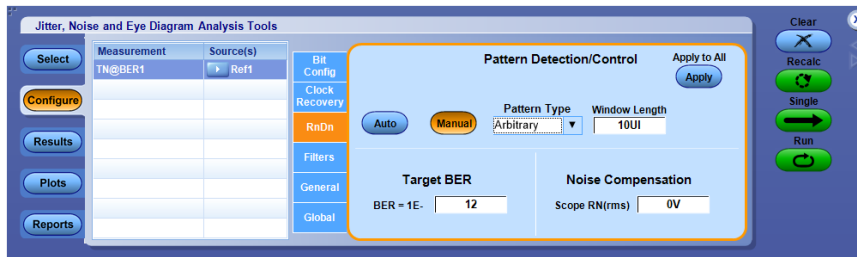 Jitter, Noise and Eye Diagram Analysis Tools
Clear
Select
Measurement Source(s)
TN@BER1 Ref1
Bit
Config
Pattern Detection/Control
Apply to All
Apply
Recalc
Configure
Clock
Recovery
Pattern Type Window Length
Single
RnDn
Auto Manual Arbitrary 10UI
Results
Run
Filters
Plots
General
Target BER Noise Compensation
BER = 1E- 12 Scope RN(rms) 0V
Reports
Global